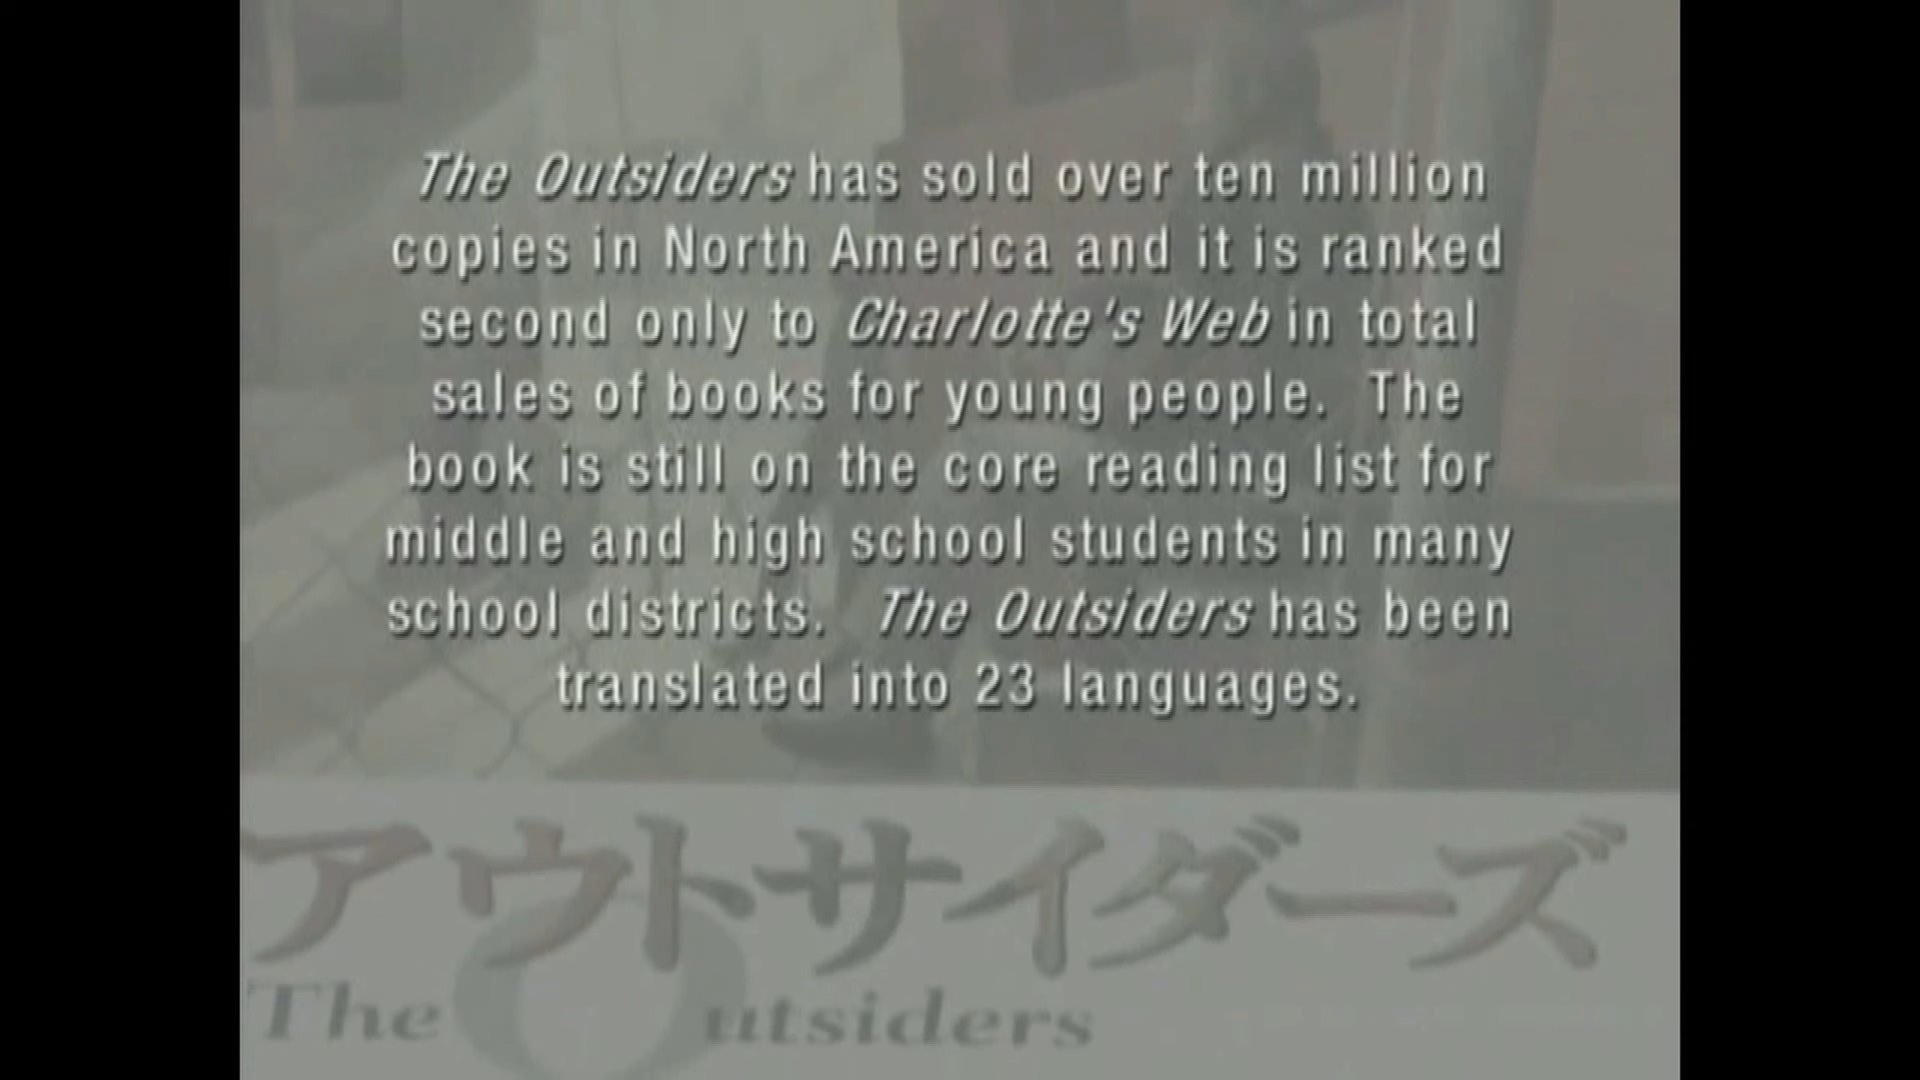 The Outsiders has sold over ten million
copies in North America and it is ranked
second only to Charlotte's Web in total
sales of books for young people.  The
book is still on the core reading list for
middle and high school students in many
school districts.  The Outsiders has been
translated into 23 languages.
アウトサイダーズ
The Outsiders